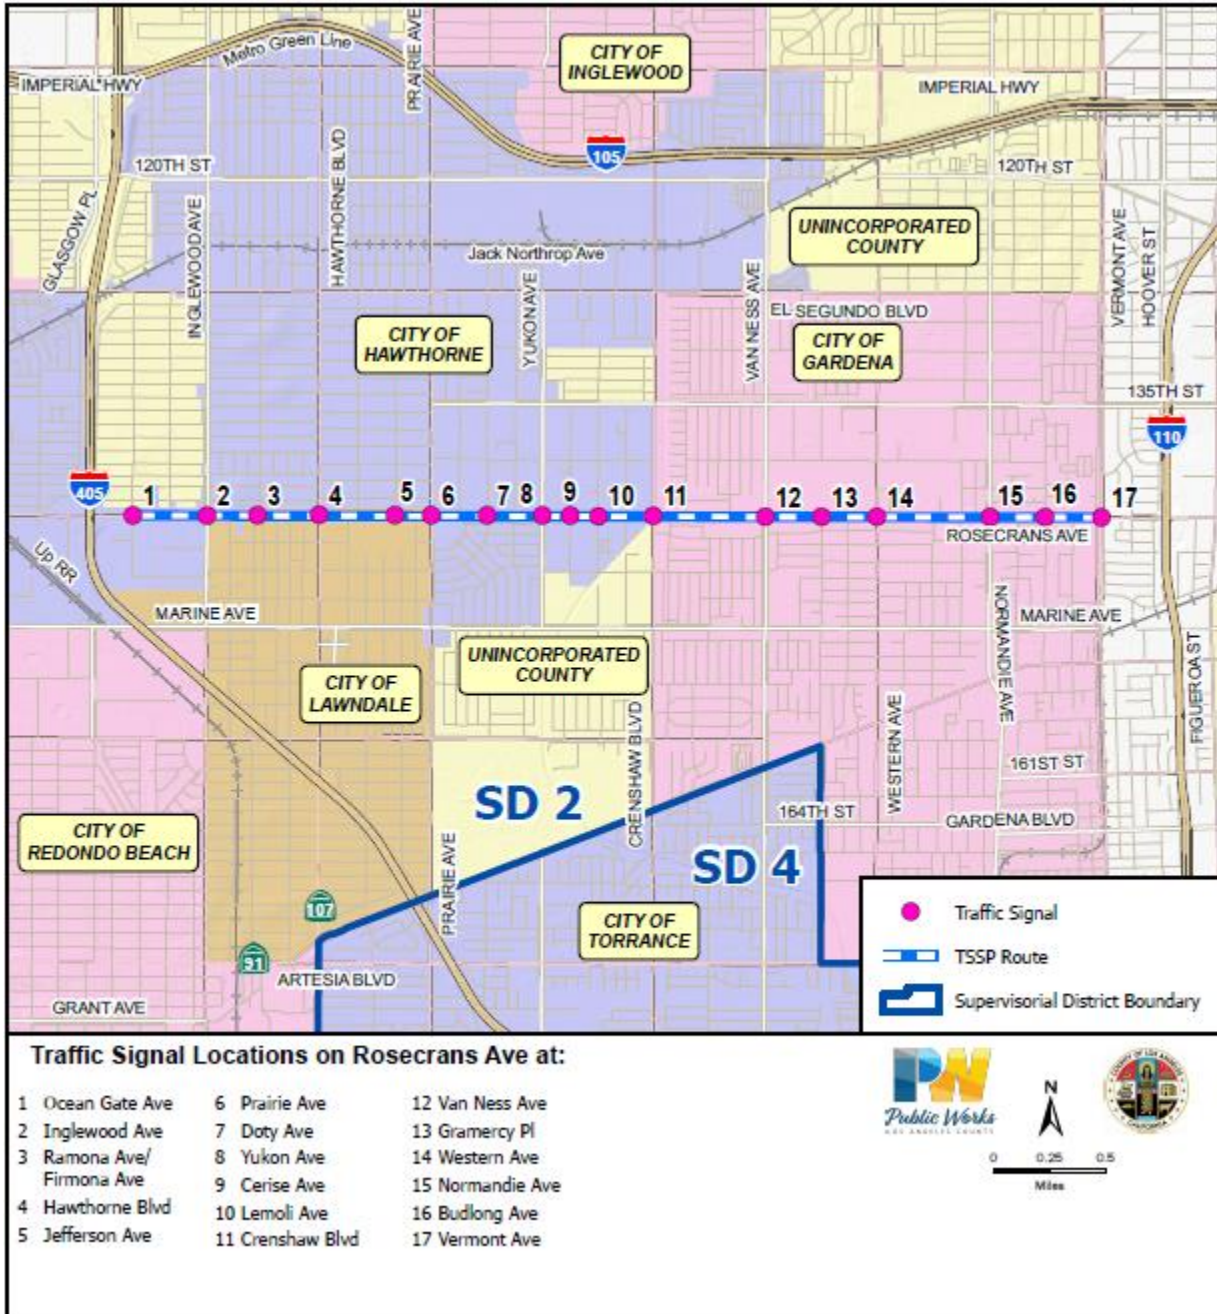 Metro Green Line
PRAIRIE AVE
CITY OF
INGLEWOOD
IMPERIAL HWY
IMPERIAL HWY
105
120TH ST
HAWTHORNE BLVD
120TH ST
GLASGOW PL
INGLEWOOD AVE
UNINCORPORATED
COUNTY
VERMONT AVE
HOOVER ST
Jack Northrop Ave
YUKON AVE
VAN NESS AVE
EL SEGUNDO BLVD
CITY OF
HAWTHORNE
CITY OF
GARDENA
135TH ST
110
405
1 2 3 4 5 6 7 8 9 10 11 12 13 14 15 16 17
ROSECRANS AVE
Up RR
MARINE AVE
NORMANDIE AVE
MARINE AVE
UNINCORPORATED
COUNTY
CITY OF
LAWNDALE
FIGUEROA ST
CRENSHAW BLVD
WESTERN AVE
161ST ST
SD 2
164TH ST
GARDENA BLVD
CITY OF
REDONDO BEACH
SD 4
PRAIRIE AVE
107
CITY OF
TORRANCE
91
ARTESIA BLVD
GRANT AVE
Traffic Signal
TSSP Route
Supervisorial District Boundary
Traffic Signal Locations on Rosecrans Ave at:
1 Ocean Gate Ave
2 Inglewood Ave
3 Ramona Ave/
Firmona Ave
4 Hawthorne Blvd
5 Jefferson Ave
6 Prairie Ave
7 Doty Ave
8 Yukon Ave
9 Cerise Ave
10 Lemoli Ave
11 Crenshaw Blvd
12 Van Ness Ave
13 Gramercy Pl
14 Western Ave
15 Normandie Ave
16 Budlong Ave
17 Vermont Ave
PW
Public Works
LOS ANGELES COUNTY
N
0 0.25 0.5
Miles
COUNTY OF LOS ANGELES
CALIFORNIA